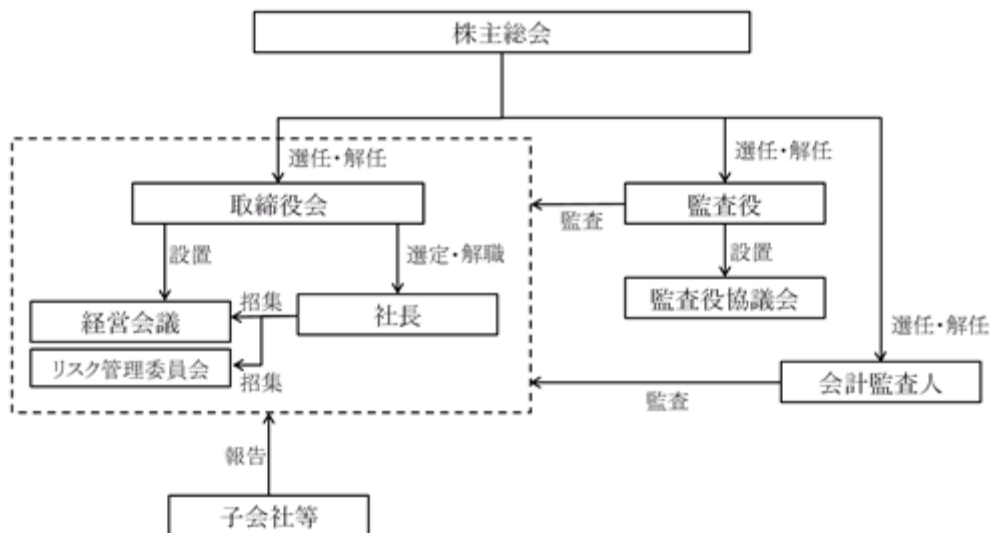 株主総会
選任・解任
選任・解任
取締役会
監査役
監査
設置
選定・解職
設置
監査役協議会
招集
経営会議
社長
選任・解任
リスク管理委員会
招集
会計監査人
監査
報告
子会社等